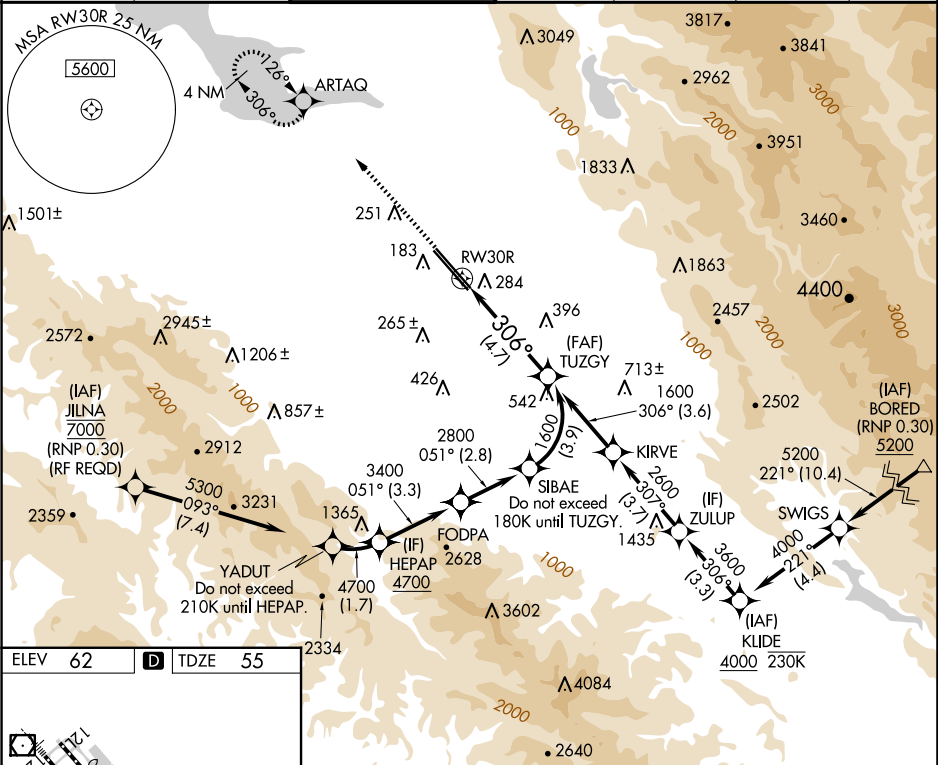 MSA RW30R 25 NM
5600
4 NM
126°
306°
ARTAQ
3049
3817
3841
2962
3000
2000
1000
3951
1833
3460
1501±
251
183
RW30R
284
1863
4400
2457
3000
2000
1000
306°
(4.7)
396
(FAF)
TUZGY
265±
426
542
713±
1600
306° (3.6)
2572
2945±
1206±
857±
2000
1000
2502
(IAF)
JILNA
7000
(RNP 0.30)
(RF REQD)
2912
5300
093°
(7.4)
3231
2359
1365
3400
051° (3.3)
2800
051° (2.8)
1600
(3.9)
KIRVE
2600
307°
(3.7)
1435
(IF)
ZULUP
(IAF)
BORED
(RNP 0.30)
5200
5200
221° (10.4)
SWIGS
4000
221°
(4.4)
3600
306°
(3.3)
(IAF)
KLIDE
4000 230K
SIBAE
Do not exceed
180K until TUZGY.
FODPA
2628
(IF)
HEPAP
4700
YADUT
Do not exceed
210K until HEPAP.
4700
(1.7)
2334
1000
3602
4084
2000
2640
ELEV 62 D TDZE 55
12L